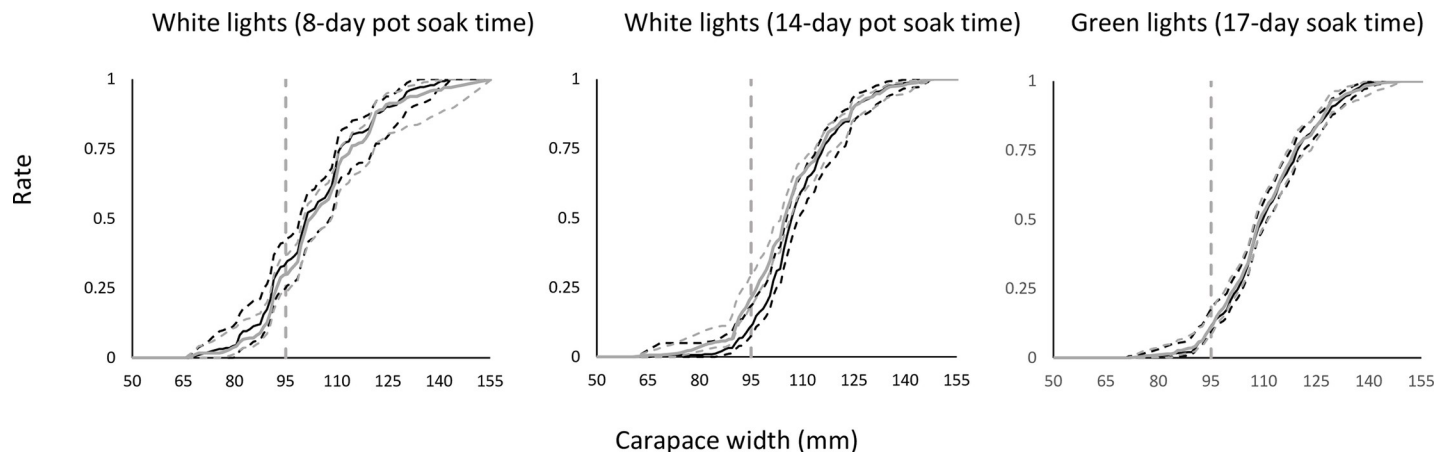 White lights (8-day pot soak time) White lights (14-day pot soak time) Green lights (17-day soak time)
1 1 1
0.75 0.75 0.75
Rate
0.5 0.5 0.5
0.25 0.25 0.25
0 0 0
50 65 80 95 110 125 140 155 50 65 80 95 110 125 140 155 50 65 80 95 110 125 140 155
Carapace width (mm)